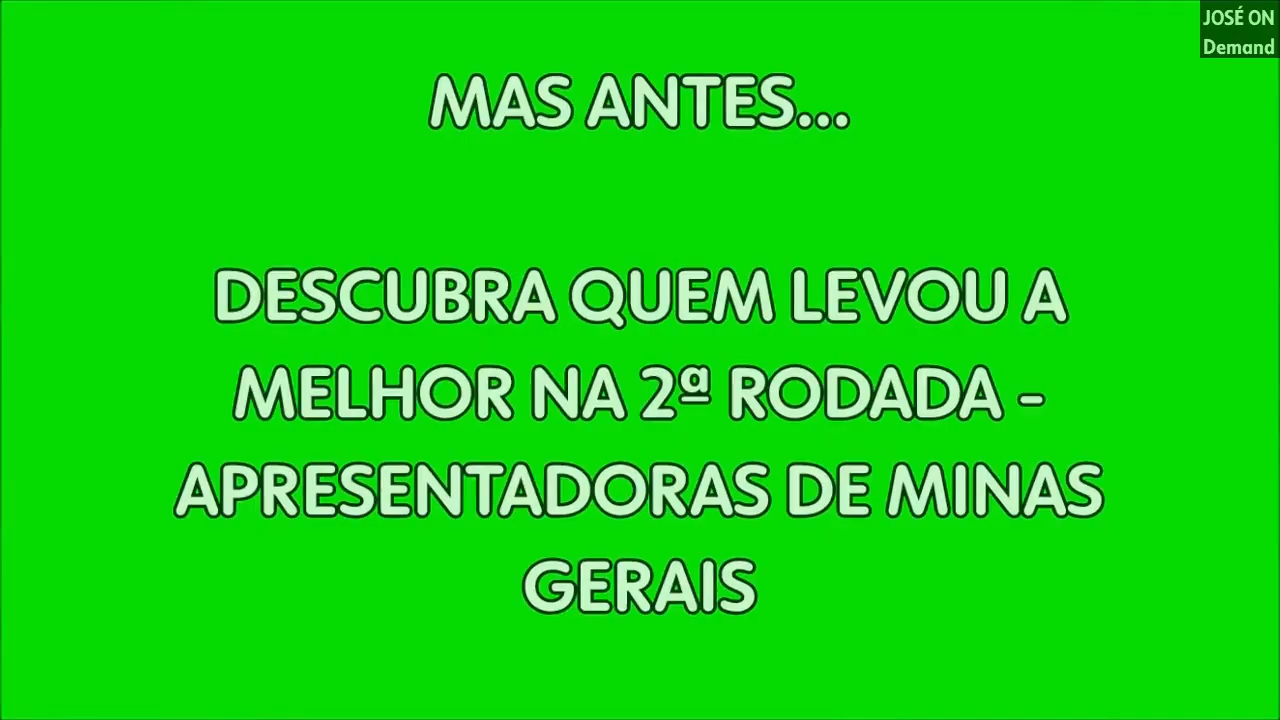 JOSÉ ON
Demand
MAS ANTES...
DESCUBRA QUEM LEVOU A
MELHOR NA 2ª RODADA -
APRESENTADORAS DE MINAS
GERAIS